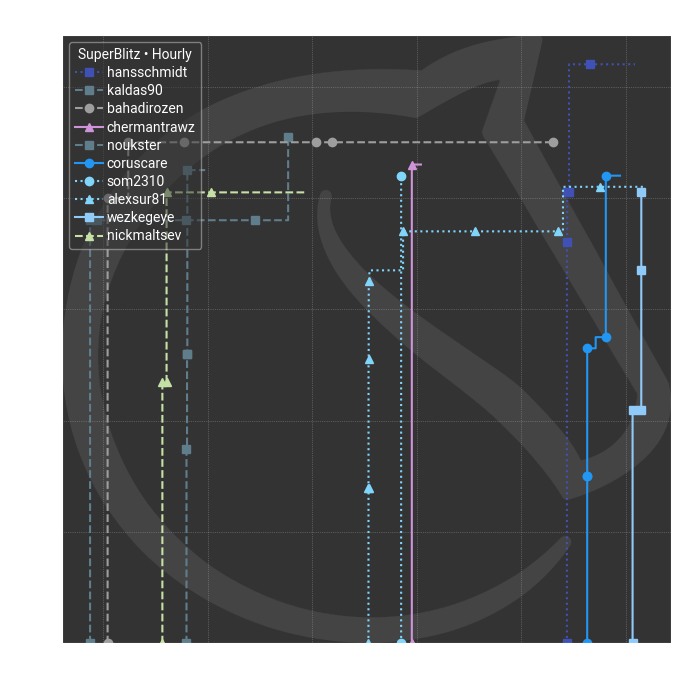 SuperBlitz • Hourly
hansschmidt
kaldas90
bahadirozen
chermantrawz
noukster
coruscare
som2310
alexsur81
wezkegeye
nickmaltsev